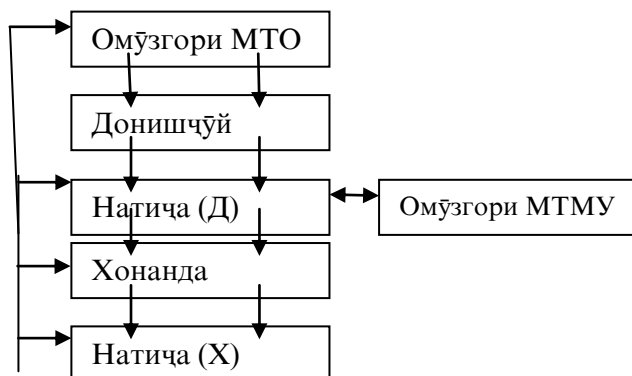 Омӯзгори МТО
Донишҷӯй
Натиҷа (Д)
Омӯзгори МТМУ
Хонанда
Натиҷа (Х)